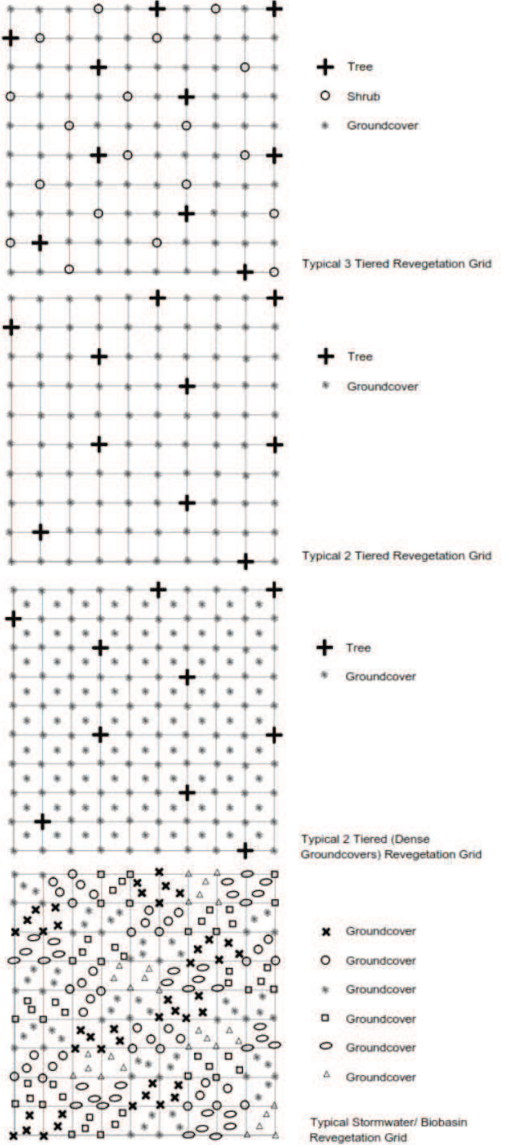 Tree
Shrub
Groundcover
Typical 3 Tiered Revegetation Grid
Tree
Groundcover
Typical 2 Tiered Revegetation Grid
Tree
Groundcover
Typical 2 Tiered (Dense
Groundcovers) Revegetation Grid
Groundcover
Groundcover
Groundcover
Groundcover
Groundcover
Groundcover
Typical Stormwater/ Biobasin
Revegetation Grid